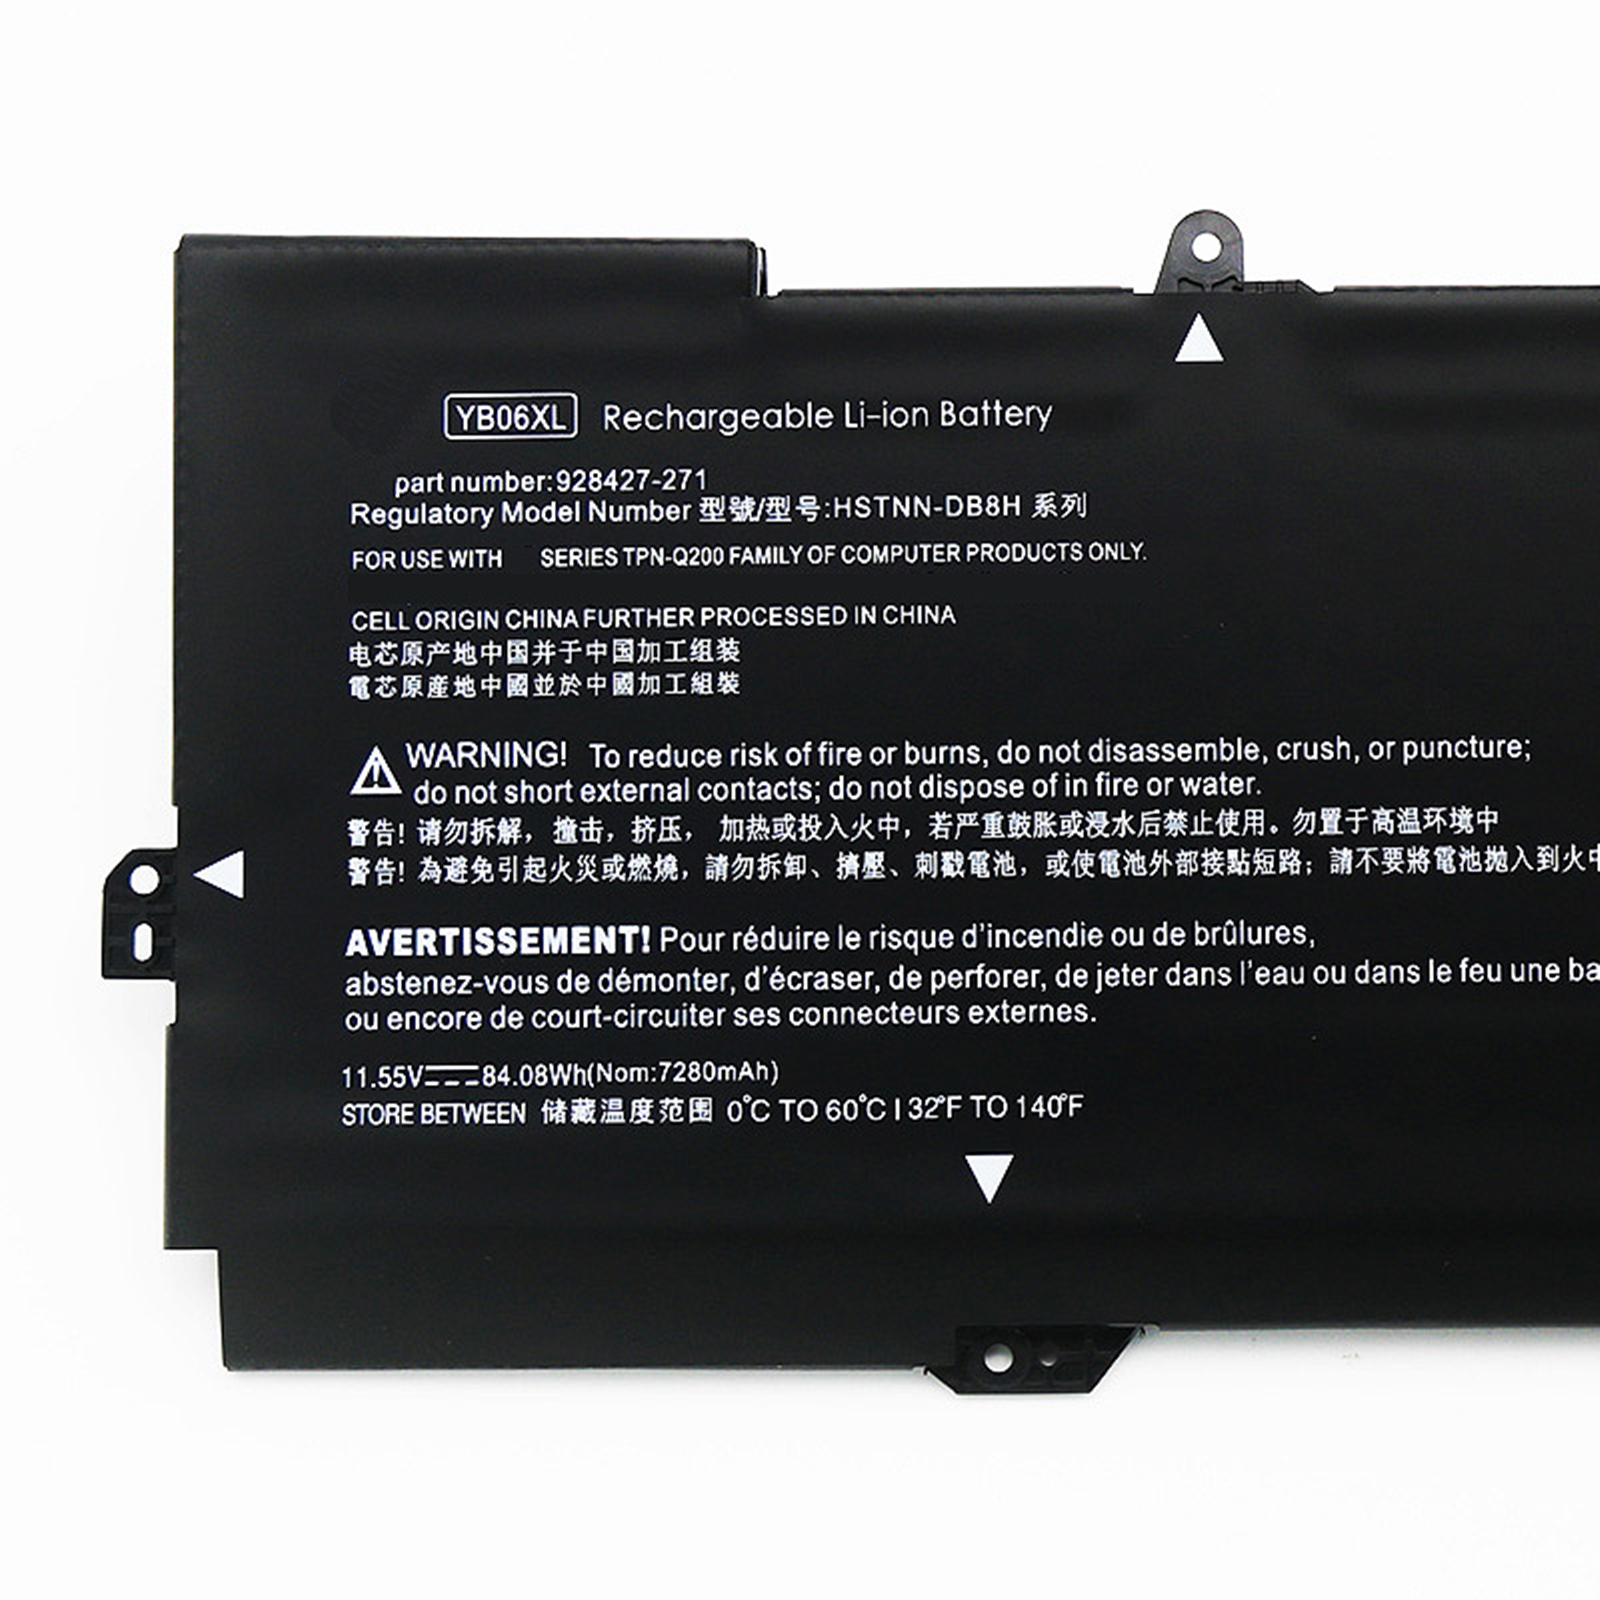 YB06XL Rechargeable Li-ion Battery
part number:928427-271
Regulatory Model Number 型號/型号:HSTNN-DB8H 系列
FOR USE WITH SERIES TPN-Q200 FAMILY OF COMPUTER PRODUCTS ONLY.
CELL ORIGIN CHINA FURTHER PROCESSED IN CHINA
电芯原产地中国并于中国加工组装
電芯原產地中國並於中國加工組裝
WARNING! To reduce risk of fire or burns, do not disassemble, crush, or puncture;
do not short external contacts; do not dispose of in fire or water.
警告! 请勿拆解，撞击，挤压， 加热或投入火中，若严重鼓胀或浸水后禁止使用。勿置于高温环境中
警告! 為避免引起火災或燃燒，請勿拆卸、擠壓、刺戳電池，或使電池外部接點短路；請不要將電池拋入到火中
AVERTISSEMENT! Pour réduire le risque d'incendie ou de brûlures,
abstenez-vous de démonter, d'écraser, de perforer, de jeter dans l'eau ou dans le feu une ba
ou encore de court-circuiter ses connecteurs externes.
11.55V⎓84.08Wh(Nom:7280mAh)
STORE BETWEEN 储藏温度范围 0°C TO 60°C I 32°F TO 140°F